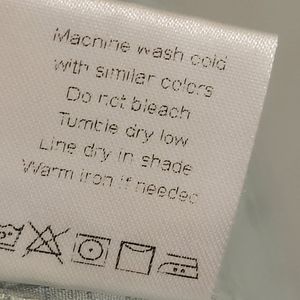 Machine wash cold
with similar colors
Do not bleach
Tumble dry low
Line dry in shade
Warm iron if needed